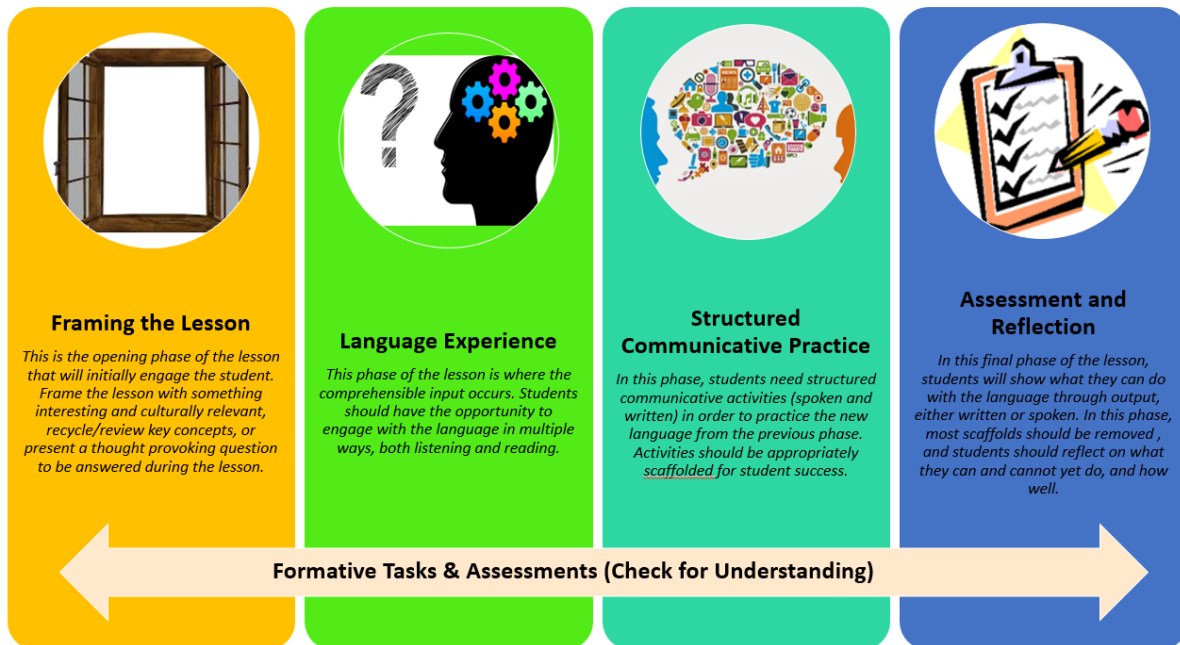 Framing the Lesson
This is the opening phase of the lesson
that will initially engage the student.
Frame the lesson with something
interesting and culturally relevant,
recycle/review key concepts, or
present a thought provoking question
to be answered during the lesson.
Language Experience
This phase of the lesson is where the
comprehensible input occurs. Students
should have the opportunity to
engage with the language in multiple
ways, both listening and reading.
Structured
Communicative Practice
In this phase, students need structured
communicative activities (spoken and
written) in order to practice the new
language from the previous phase.
Activities should be appropriately
scaffolded for student success.
Assessment and
Reflection
In this final phase of the lesson,
students will show what they can do
with the language through output,
either written or spoken. In this phase,
most scaffolds should be removed ,
and students should reflect on what
they can and cannot yet do, and how
well.
Formative Tasks & Assessments (Check for Understanding)